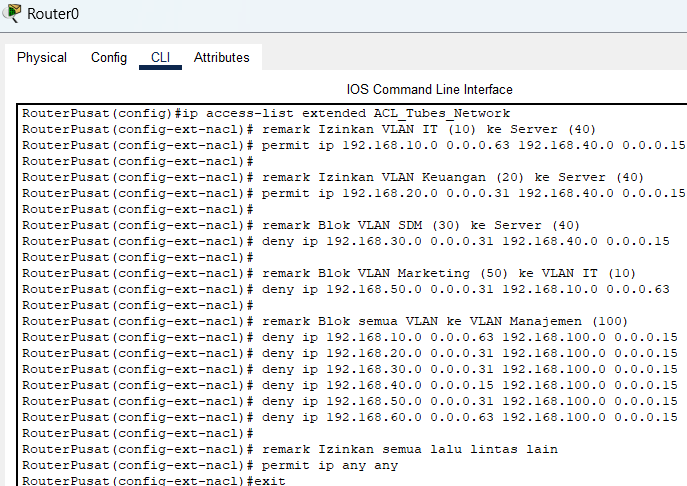 Router0
Physical Config CLI Attributes
IOS Command Line Interface
RouterPusat(config)#ip access-list extended ACL_Tubes_Network
RouterPusat(config-ext-nacl)# remark Izinkan VLAN IT (10) ke Server (40)
RouterPusat(config-ext-nacl)# permit ip 192.168.10.0 0.0.0.63 192.168.40.0 0.0.0.15
RouterPusat(config-ext-nacl)#
RouterPusat(config-ext-nacl)# remark Izinkan VLAN Keuangan (20) ke Server (40)
RouterPusat(config-ext-nacl)# permit ip 192.168.20.0 0.0.0.31 192.168.40.0 0.0.0.15
RouterPusat(config-ext-nacl)#
RouterPusat(config-ext-nacl)# remark Blok VLAN SDM (30) ke Server (40)
RouterPusat(config-ext-nacl)# deny ip 192.168.30.0 0.0.0.31 192.168.40.0 0.0.0.15
RouterPusat(config-ext-nacl)#
RouterPusat(config-ext-nacl)# remark Blok VLAN Marketing (50) ke VLAN IT (10)
RouterPusat(config-ext-nacl)# deny ip 192.168.50.0 0.0.0.31 192.168.10.0 0.0.0.63
RouterPusat(config-ext-nacl)#
RouterPusat(config-ext-nacl)# remark Blok semua VLAN ke VLAN Manajemen (100)
RouterPusat(config-ext-nacl)# deny ip 192.168.10.0 0.0.0.63 192.168.100.0 0.0.0.15
RouterPusat(config-ext-nacl)# deny ip 192.168.20.0 0.0.0.31 192.168.100.0 0.0.0.15
RouterPusat(config-ext-nacl)# deny ip 192.168.30.0 0.0.0.31 192.168.100.0 0.0.0.15
RouterPusat(config-ext-nacl)# deny ip 192.168.40.0 0.0.0.15 192.168.100.0 0.0.0.15
RouterPusat(config-ext-nacl)# deny ip 192.168.50.0 0.0.0.31 192.168.100.0 0.0.0.15
RouterPusat(config-ext-nacl)# deny ip 192.168.60.0 0.0.0.63 192.168.100.0 0.0.0.15
RouterPusat(config-ext-nacl)#
RouterPusat(config-ext-nacl)# remark Izinkan semua lalu lintas lain
RouterPusat(config-ext-nacl)# permit ip any any
RouterPusat(config-ext-nacl)#exit